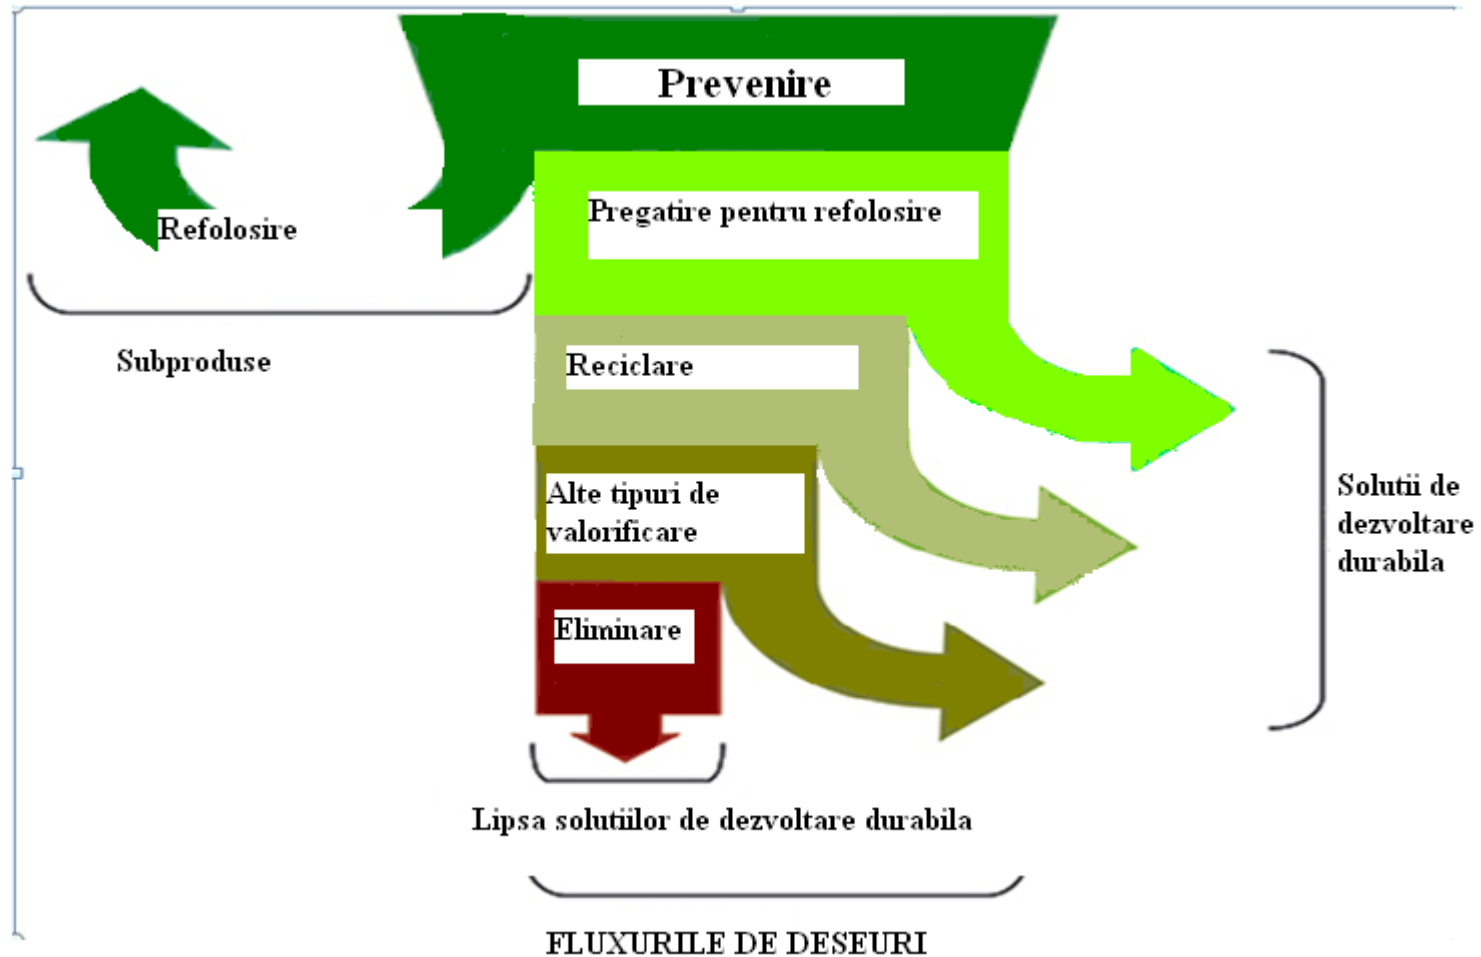 Prevenire
Pregatire pentru refolosire
Refolosire
Subproduse
Reciclare
Alte tipuri de
valorificare
Solutii de
dezvoltare
durabila
Eliminare
Lipsa solutiilor de dezvoltare durabila
FLUXURILE DE DESEURI